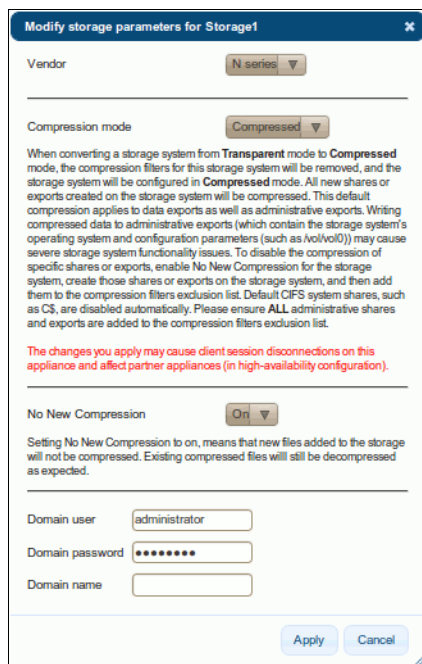 Modify storage parameters for Storage1
Vendor N series
Compression mode Compressed
When converting a storage system from Transparent mode to Compressed
mode, the compression filters for this storage system will be removed, and the
storage system will be configured in Compressed mode. All new shares or
exports created on the storage system will be compressed. This default
compression applies to data exports as well as administrative exports. Writing
compressed data to administrative exports (which contain the storage system's
operating system and configuration parameters (such as /vol/vol0)) may cause
severe storage system functionality issues. To disable the compression of
specific shares or exports, enable No New Compression for the storage
system, create those shares or exports on the storage system, and then add
them to the compression filters exclusion list. Default CIFS system shares, such
as C$, are disabled automatically. Please ensure ALL administrative shares
and exports are added to the compression filters exclusion list.
The changes you apply may cause client session disconnections on this
appliance and affect partner appliances (in high-availability configuration).
No New Compression On
Setting No New Compression to on, means that new files added to the storage
will not be compressed. Existing compressed files willl still be decompressed
as expected.
Domain user administrator
Domain password ●●●●●●●●
Domain name
Apply Cancel